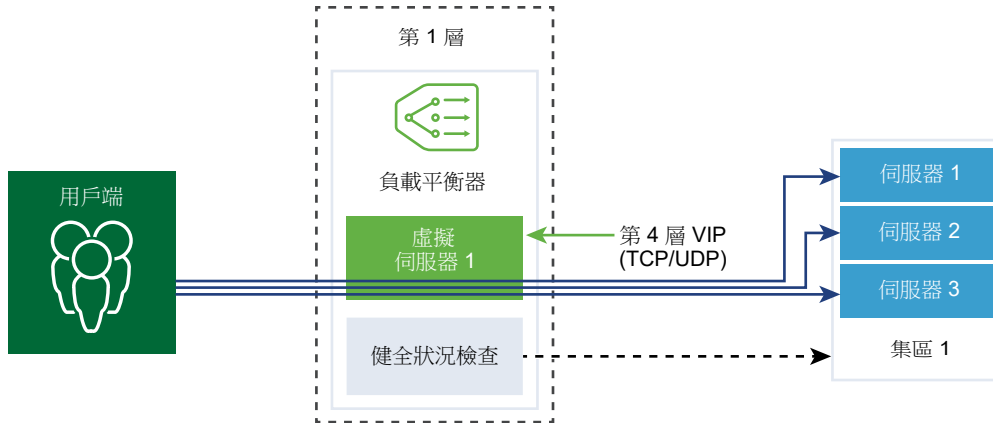 第 1 層
負載平衡器
用戶端
虛擬
伺服器 1
第 4 層 VIP
(TCP/UDP)
健全狀況檢查
伺服器 1
伺服器 2
伺服器 3
集區 1